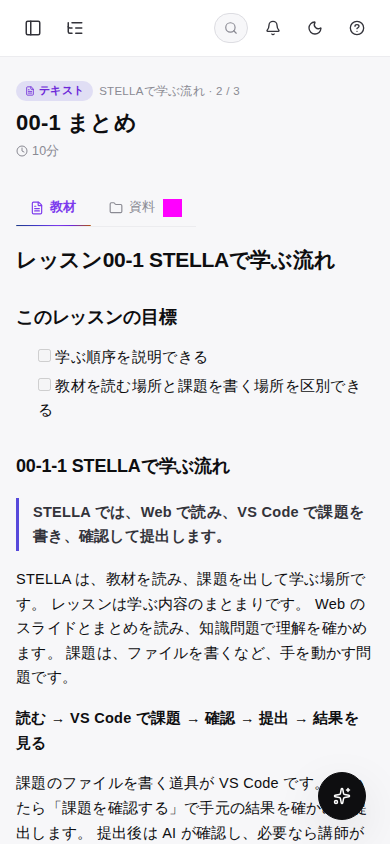 テキスト STELLAで学ぶ流れ · 2 / 3
00-1 まとめ
10分
教材 資料
レッスン00-1 STELLAで学ぶ流れ
このレッスンの目標
学ぶ順序を説明できる
教材を読む場所と課題を書く場所を区別でき
る
00-1-1 STELLAで学ぶ流れ
STELLA では、Web で読み、VS Code で課題を
書き、確認して提出します。
STELLA は、教材を読み、課題を出して学ぶ場所で
す。 レッスンは学ぶ内容のまとまりです。 Web の
スライドとまとめを読み、知識問題で理解を確かめ
ます。 課題は、ファイルを書くなど、手を動かす問
題です。
読む → VS Code で課題 → 確認 → 提出 → 結果を
見る
課題のファイルを書く道具が VS Code です。
たら「課題を確認する」で手元の結果を確か
出します。 提出後は AI が確認し、必要なら講師が